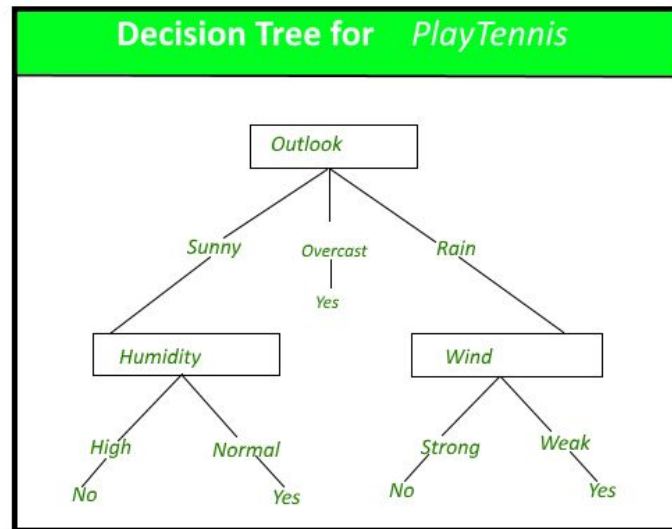 Decision Tree for PlayTennis
Outlook
Sunny
Overcast
Rain
Yes
Humidity
Wind
High
Normal
Strong
Weak
No
Yes
No
Yes